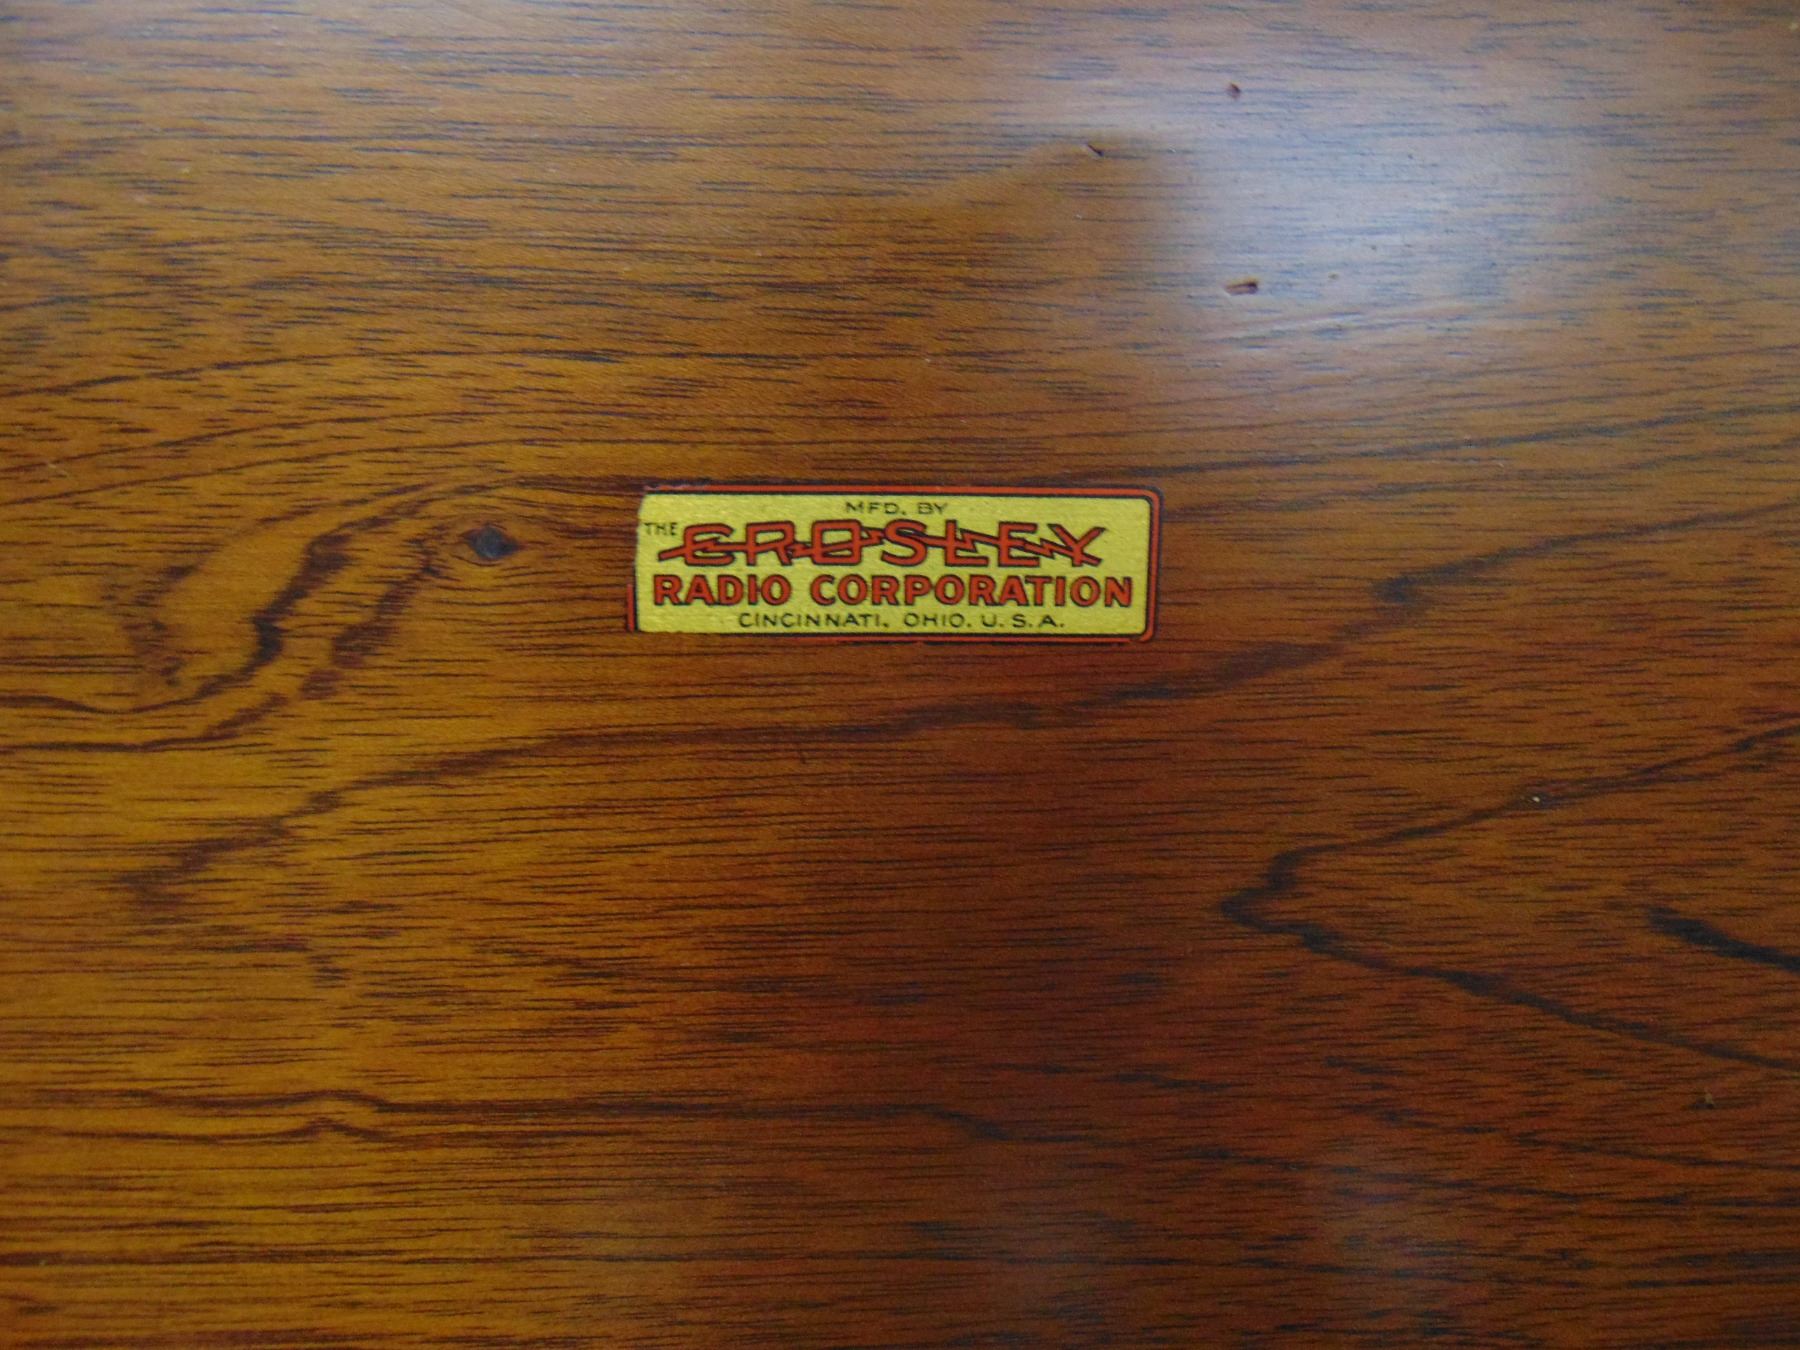 MFD. BY
THE CROSLEY
RADIO CORPORATION
CINCINNATI, OHIO. U.S.A.